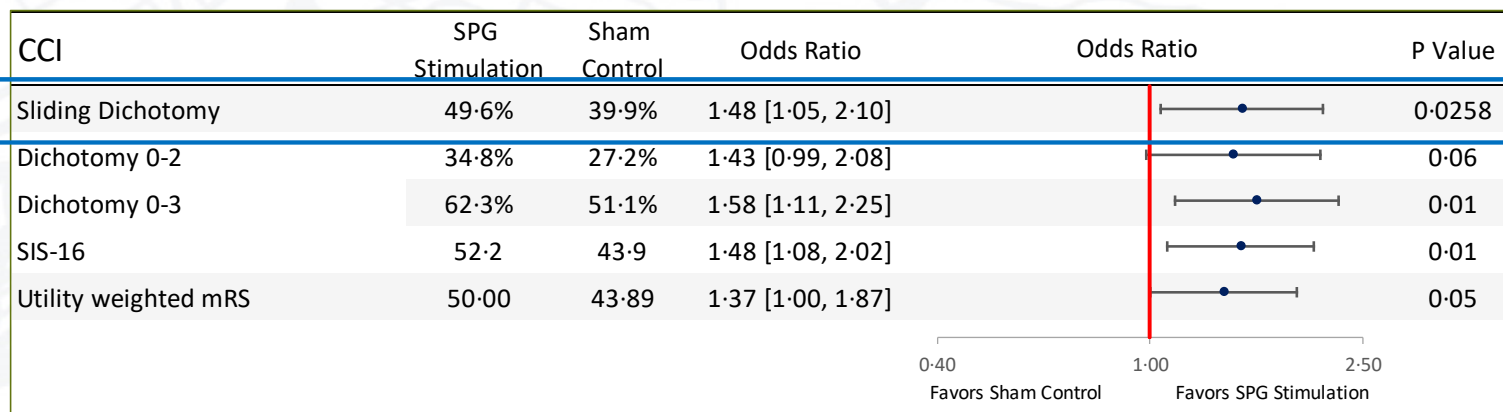 CCI SPG Stimulation Sham Control Odds Ratio Odds Ratio P Value
Sliding Dichotomy 49·6% 39·9% 1·48 [1·05, 2·10] 0·0258
Dichotomy 0-2 34·8% 27·2% 1·43 [0·99, 2·08] 0·06
Dichotomy 0-3 62·3% 51·1% 1·58 [1·11, 2·25] 0·01
SIS-16 52·2 43·9 1·48 [1·08, 2·02] 0·01
Utility weighted mRS 50·00 43·89 1·37 [1·00, 1·87] 0·05
0·40 1·00 2·50
Favors Sham Control Favors SPG Stimulation